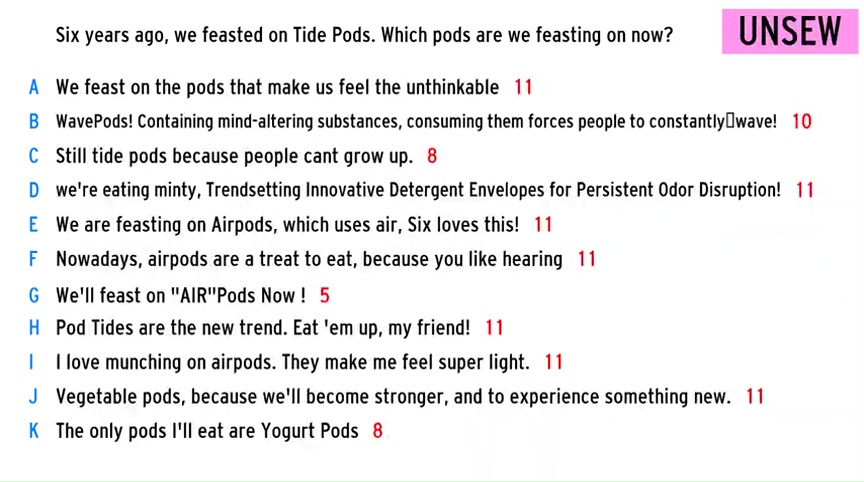 Six years ago, we feasted on Tide Pods. Which pods are we feasting on now?
UNSEW
A We feast on the pods that make us feel the unthinkable 11
B WavePods! Containing mind-altering substances, consuming them forces people to constantly▯wave! 10
C Still tide pods because people cant grow up. 8
D we're eating minty, Trendsetting Innovative Detergent Envelopes for Persistent Odor Disruption! 11
E We are feasting on Airpods, which uses air, Six loves this! 11
F Nowadays, airpods are a treat to eat, because you like hearing 11
G We'll feast on "AIR"Pods Now ! 5
H Pod Tides are the new trend. Eat 'em up, my friend! 11
I I love munching on airpods. They make me feel super light. 11
J Vegetable pods, because we'll become stronger, and to experience something new. 11
K The only pods I'll eat are Yogurt Pods 8